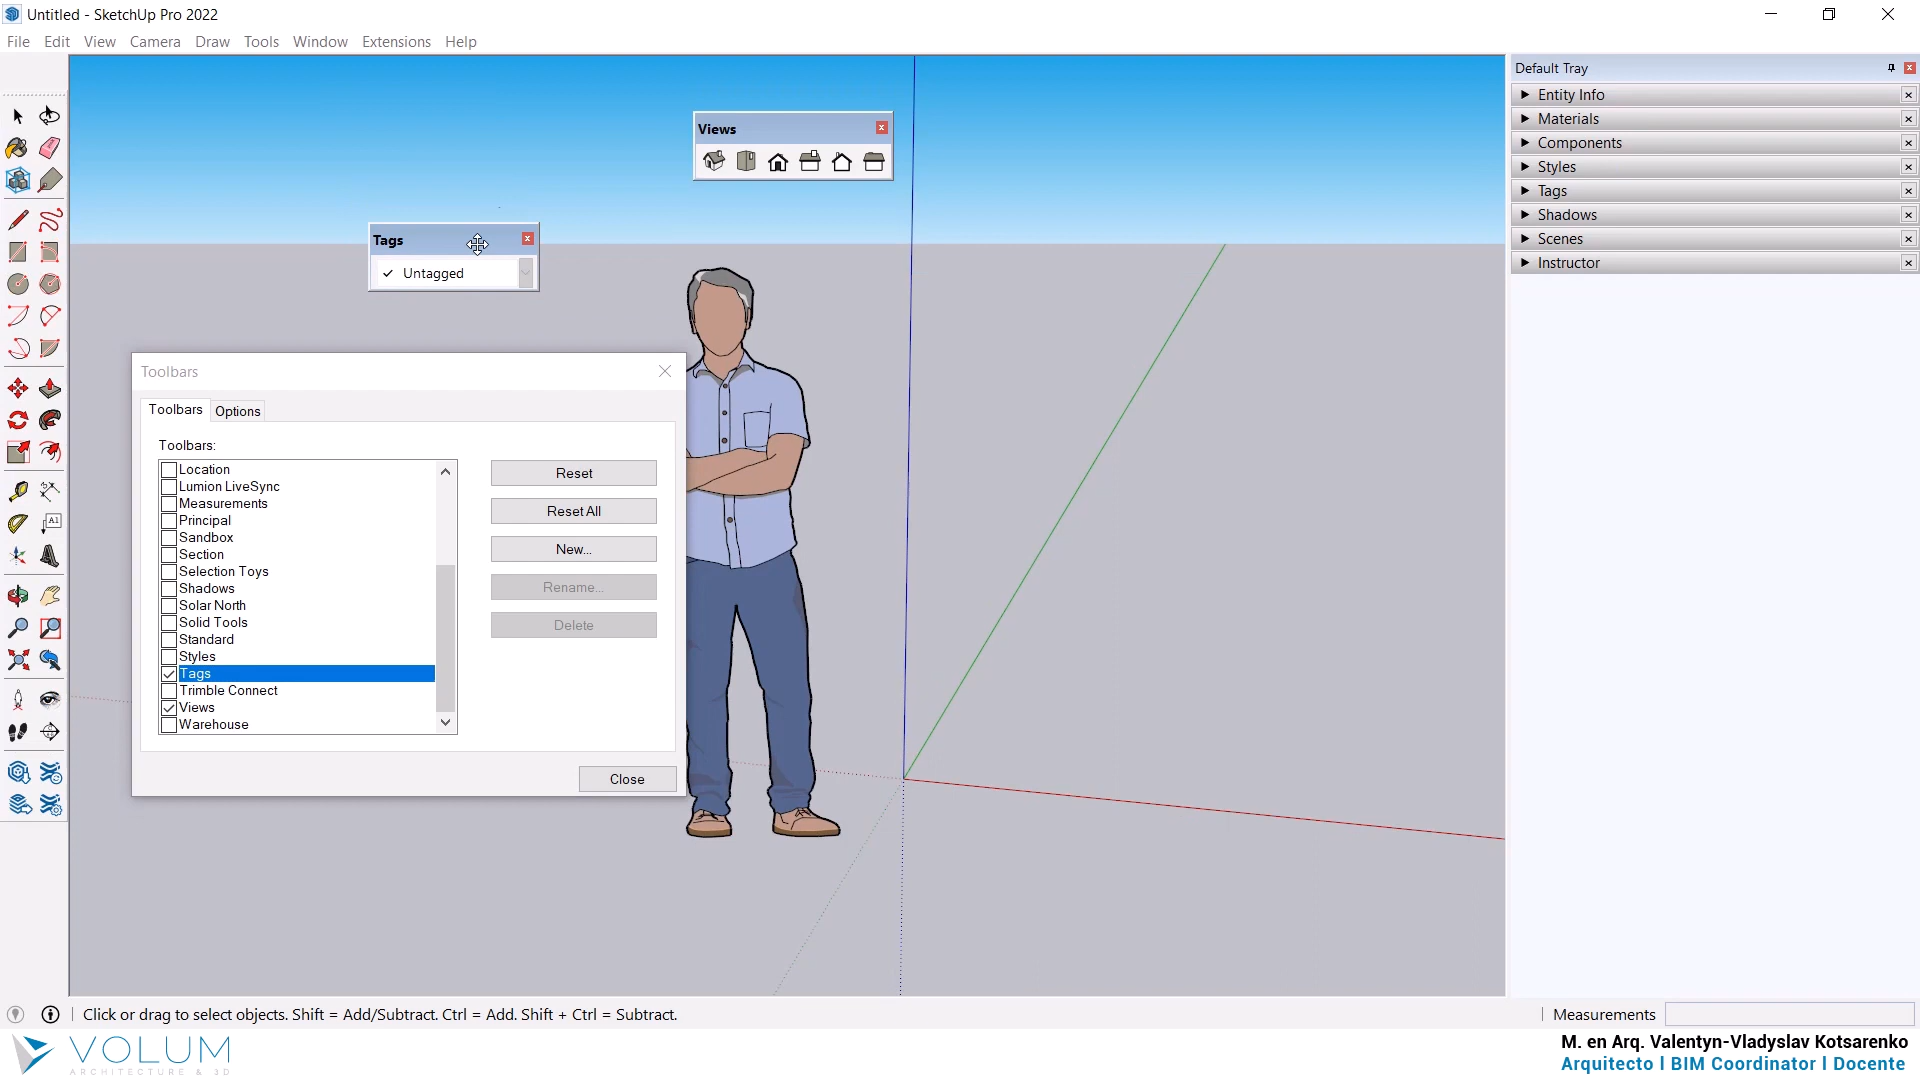 Untitled - SketchUp Pro 2022
File Edit View Camera Draw Tools Window Extensions Help
Default Tray
Entity Info
Materials
Components
Styles
Tags
Shadows
Scenes
Instructor
Views
Tags
Untagged
Toolbars
Toolbars
Options
Toolbars:
Location
Lumion LiveSync
Measurements
Principal
Sandbox
Section
Selection Toys
Shadows
Solar North
Solid Tools
Standard
Styles
Tags
Trimble Connect
Views
Warehouse
Reset
Reset All
New...
Rename...
Delete
Close
A1
Click or drag to select objects. Shift = Add/Subtract. Ctrl = Add. Shift + Ctrl = Subtract.
Measurements
VOLUM
ARCHITECTURE & 3D
M. en Arq. Valentyn-Vladyslav Kotsarenko
Arquitecto | BIM Coordinator | Docente